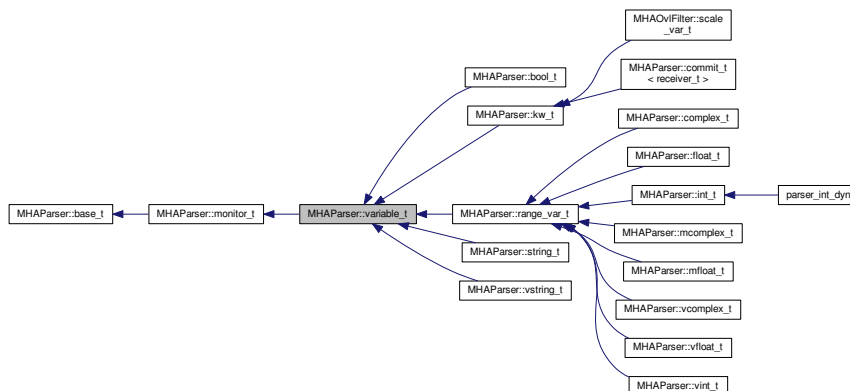 MHAOvlFilter::scale
_var_t
MHAParser::commit_t
< receiver_t >
MHAParser::bool_t
MHAParser::kw_t
MHAParser::complex_t
MHAParser::float_t
MHAParser::int_t
parser_int_dyn
MHAParser::base_t
MHAParser::monitor_t
MHAParser::variable_t
MHAParser::range_var_t
MHAParser::mcomplex_t
MHAParser::string_t
MHAParser::mfloat_t
MHAParser::vstring_t
MHAParser::vcomplex_t
MHAParser::vfloat_t
MHAParser::vint_t